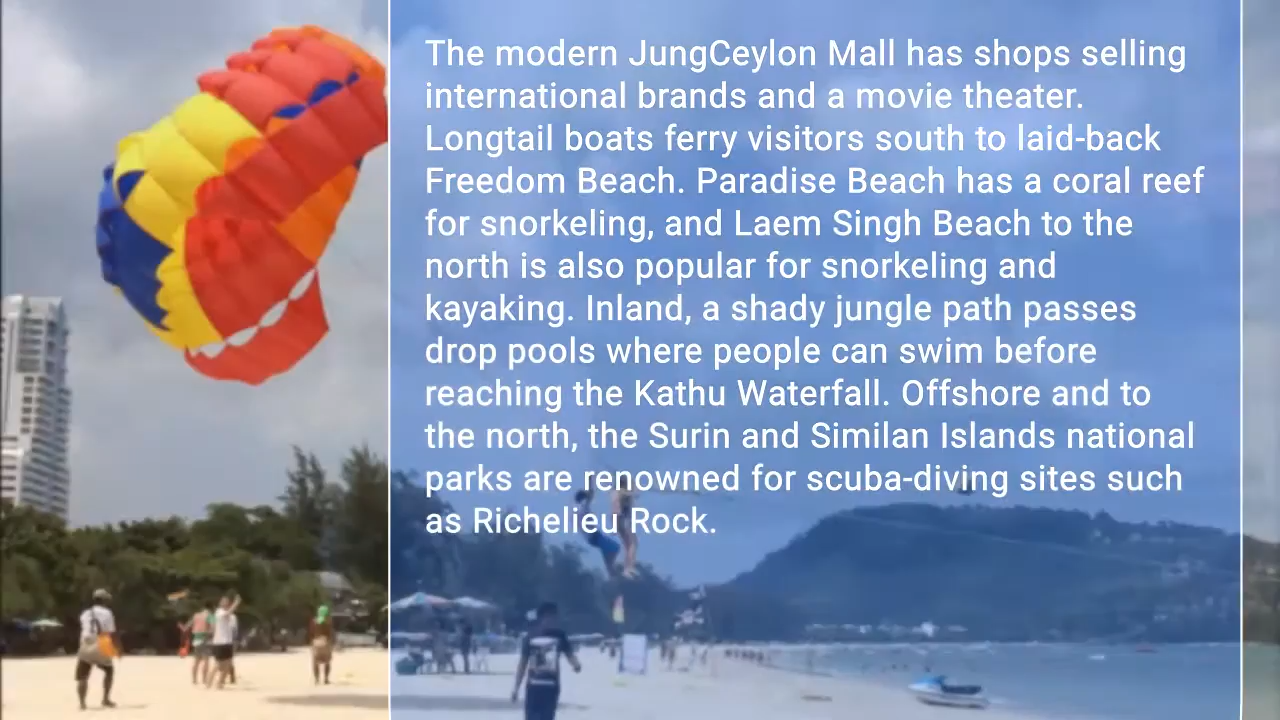 The modern JungCeylon Mall has shops selling
international brands and a movie theater.
Longtail boats ferry visitors south to laid-back
Freedom Beach. Paradise Beach has a coral reef
for snorkeling, and Laem Singh Beach to the
north is also popular for snorkeling and
kayaking. Inland, a shady jungle path passes
drop pools where people can swim before
reaching the Kathu Waterfall. Offshore and to
the north, the Surin and Similan Islands national
parks are renowned for scuba-diving sites such
as Richelieu Rock.